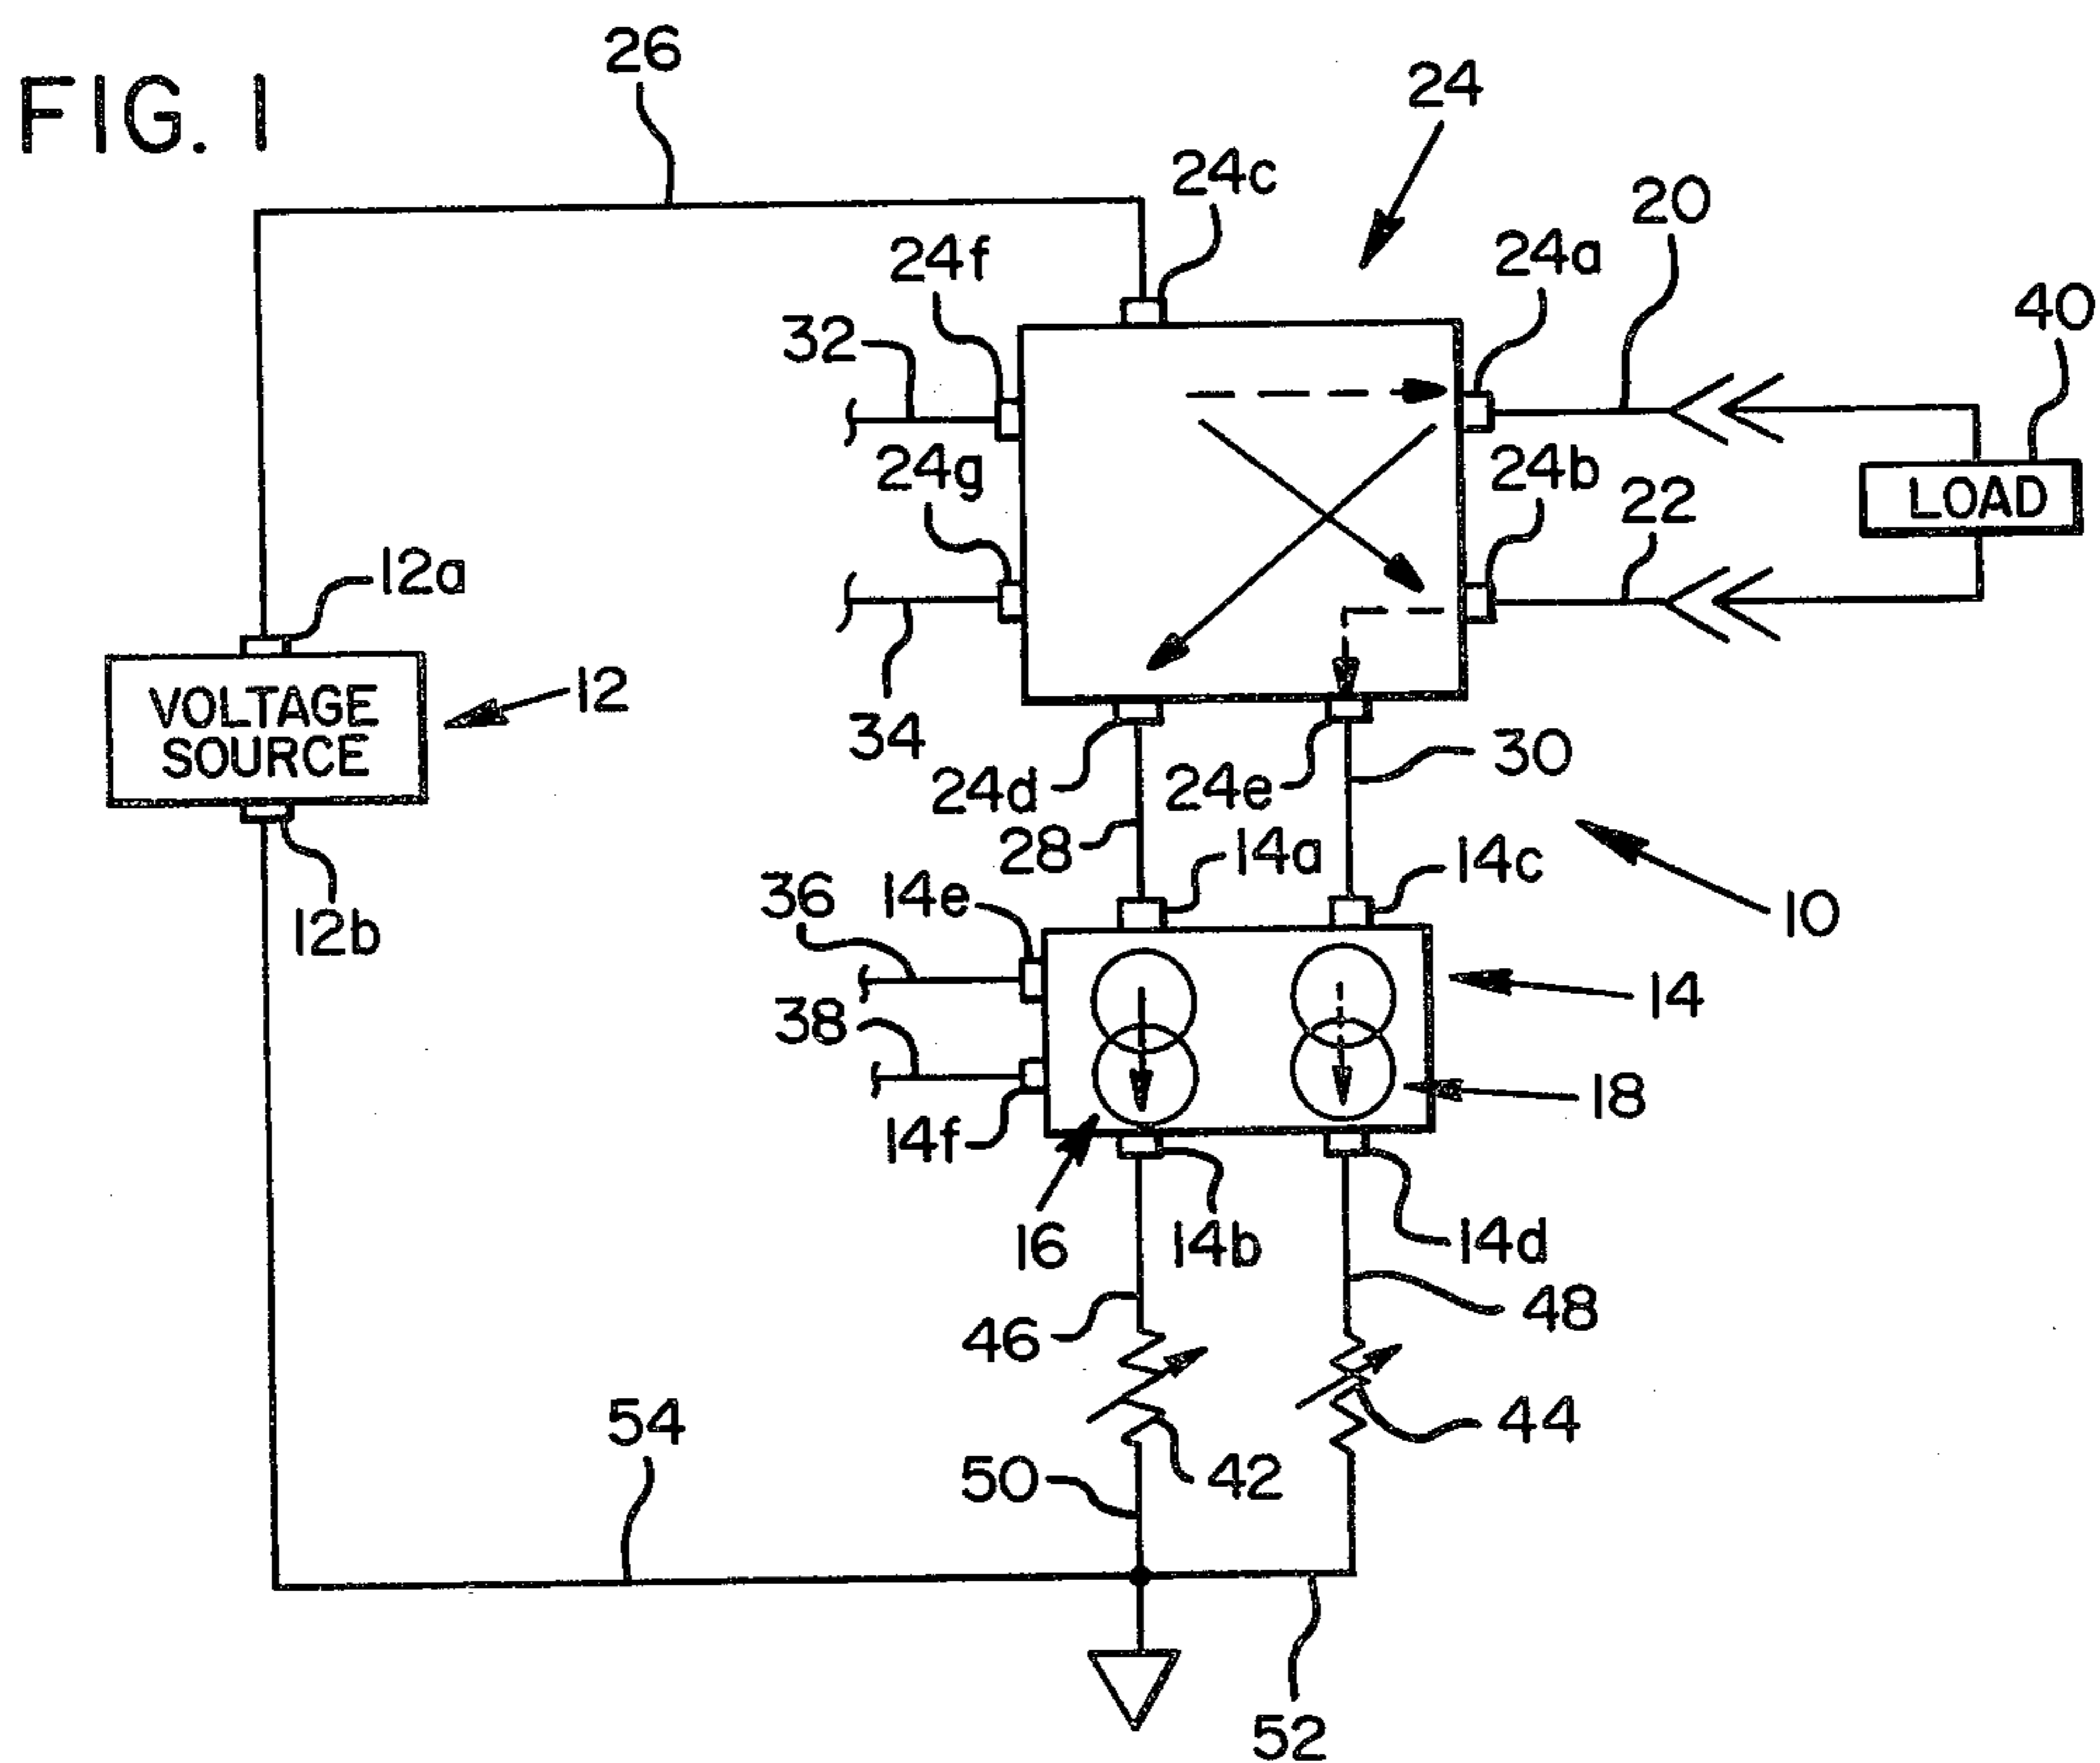 FIG. 1
26
24
24c
20
24f
24a
40
32
24g
24b
22
LOAD
12a
12
VOLTAGE
SOURCE
34
24d
24e
30
28
14a
14c
12b
36
14e
10
14
38
18
14f
16
14b
14d
46
48
54
44
50
42
52